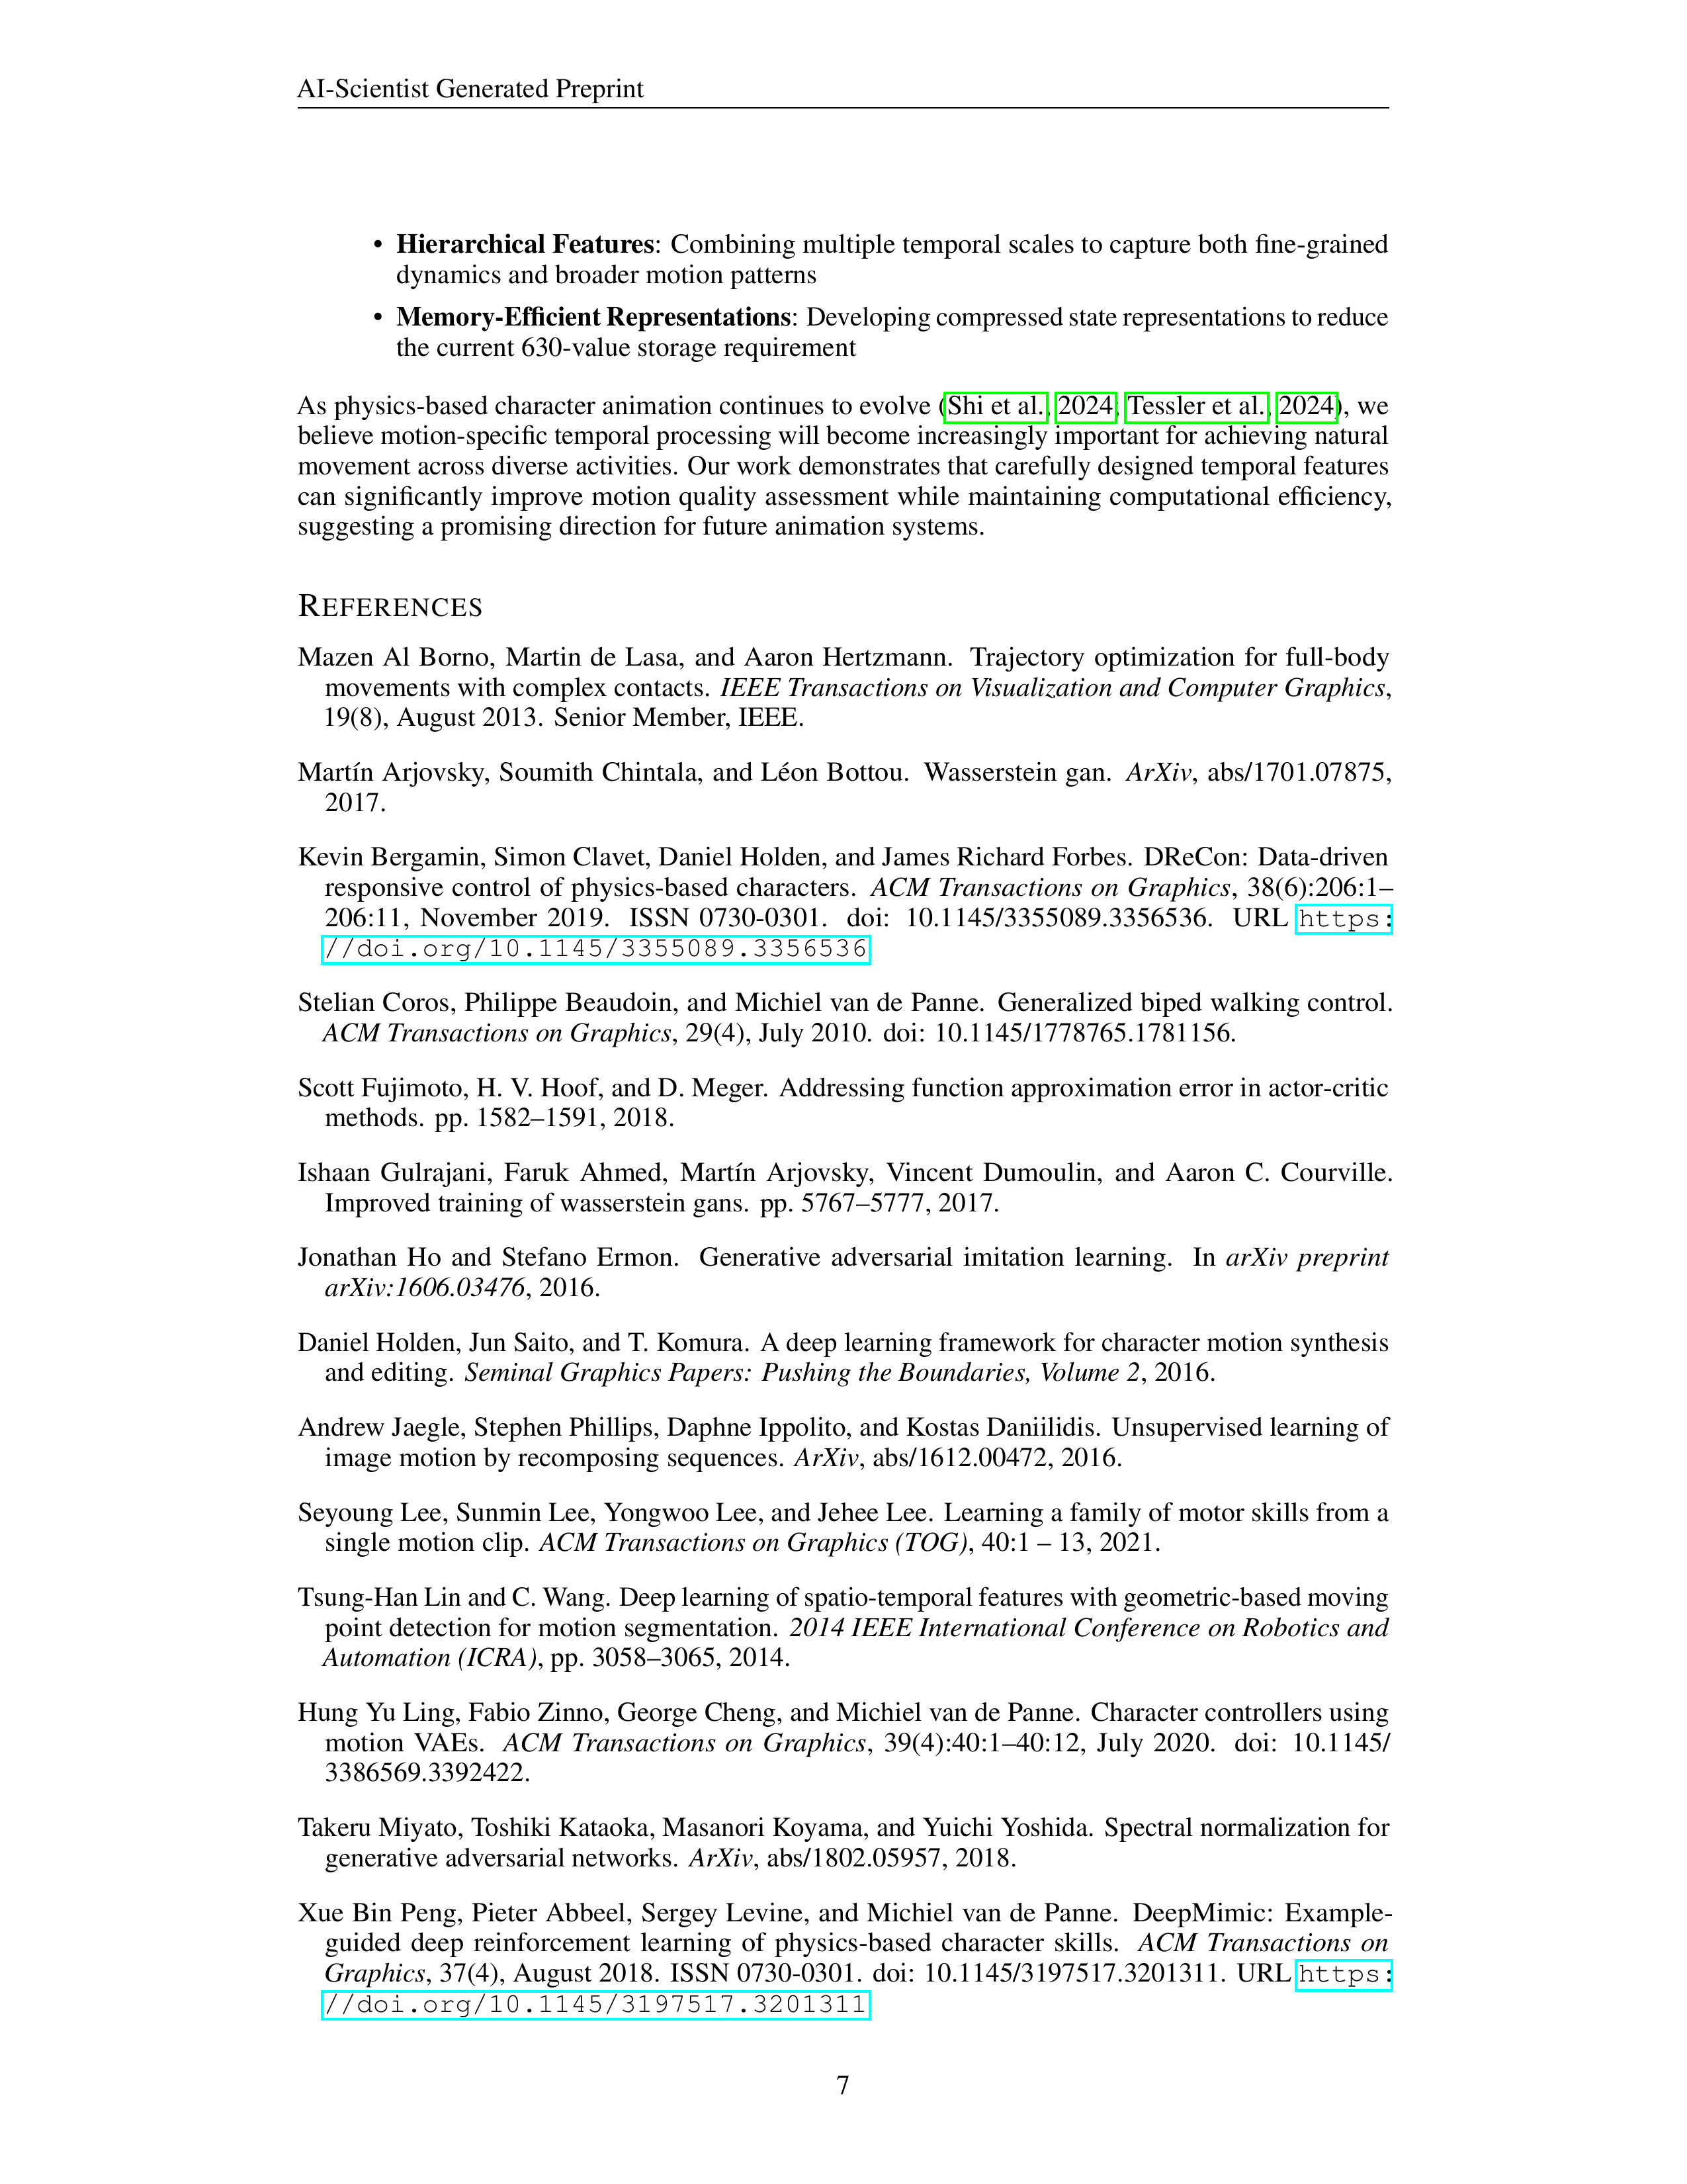 AI-Scientist Generated Preprint
• Hierarchical Features: Combining multiple temporal scales to capture both fine-grained
dynamics and broader motion patterns
• Memory-Efficient Representations: Developing compressed state representations to reduce
the current 630-value storage requirement
As physics-based character animation continues to evolve (Shi et al., 2024; Tessler et al., 2024), we
believe motion-specific temporal processing will become increasingly important for achieving natural
movement across diverse activities. Our work demonstrates that carefully designed temporal features
can significantly improve motion quality assessment while maintaining computational efficiency,
suggesting a promising direction for future animation systems.
REFERENCES
Mazen Al Borno, Martin de Lasa, and Aaron Hertzmann. Trajectory optimization for full-body
movements with complex contacts. IEEE Transactions on Visualization and Computer Graphics,
19(8), August 2013. Senior Member, IEEE.
Martín Arjovsky, Soumith Chintala, and Léon Bottou. Wasserstein gan. ArXiv, abs/1701.07875,
2017.
Kevin Bergamin, Simon Clavet, Daniel Holden, and James Richard Forbes. DReCon: Data-driven
responsive control of physics-based characters. ACM Transactions on Graphics, 38(6):206:1–
206:11, November 2019. ISSN 0730-0301. doi: 10.1145/3355089.3356536. URL https:
//doi.org/10.1145/3355089.3356536
Stelian Coros, Philippe Beaudoin, and Michiel van de Panne. Generalized biped walking control.
ACM Transactions on Graphics, 29(4), July 2010. doi: 10.1145/1778765.1781156.
Scott Fujimoto, H. V. Hoof, and D. Meger. Addressing function approximation error in actor-critic
methods. pp. 1582–1591, 2018.
Ishaan Gulrajani, Faruk Ahmed, Martín Arjovsky, Vincent Dumoulin, and Aaron C. Courville.
Improved training of wasserstein gans. pp. 5767–5777, 2017.
Jonathan Ho and Stefano Ermon. Generative adversarial imitation learning. In arXiv preprint
arXiv:1606.03476, 2016.
Daniel Holden, Jun Saito, and T. Komura. A deep learning framework for character motion synthesis
and editing. Seminal Graphics Papers: Pushing the Boundaries, Volume 2, 2016.
Andrew Jaegle, Stephen Phillips, Daphne Ippolito, and Kostas Daniilidis. Unsupervised learning of
image motion by recomposing sequences. ArXiv, abs/1612.00472, 2016.
Seyoung Lee, Sunmin Lee, Yongwoo Lee, and Jehee Lee. Learning a family of motor skills from a
single motion clip. ACM Transactions on Graphics (TOG), 40:1 – 13, 2021.
Tsung-Han Lin and C. Wang. Deep learning of spatio-temporal features with geometric-based moving
point detection for motion segmentation. 2014 IEEE International Conference on Robotics and
Automation (ICRA), pp. 3058–3065, 2014.
Hung Yu Ling, Fabio Zinno, George Cheng, and Michiel van de Panne. Character controllers using
motion VAEs. ACM Transactions on Graphics, 39(4):40:1–40:12, July 2020. doi: 10.1145/
3386569.3392422.
Takeru Miyato, Toshiki Kataoka, Masanori Koyama, and Yuichi Yoshida. Spectral normalization for
generative adversarial networks. ArXiv, abs/1802.05957, 2018.
Xue Bin Peng, Pieter Abbeel, Sergey Levine, and Michiel van de Panne. DeepMimic: Example-
guided deep reinforcement learning of physics-based character skills. ACM Transactions on
Graphics, 37(4), August 2018. ISSN 0730-0301. doi: 10.1145/3197517.3201311. URL https:
//doi.org/10.1145/3197517.3201311
7